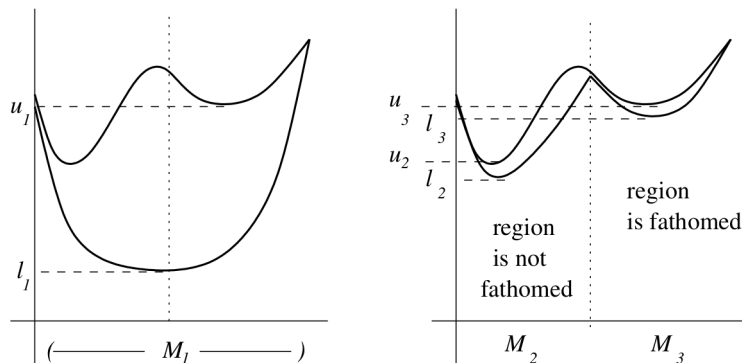 u₁
l₁
( M₁ )
u₃
l₃
u₂
l₂
region
is not
fathomed
region
is fathomed
M₂
M₃